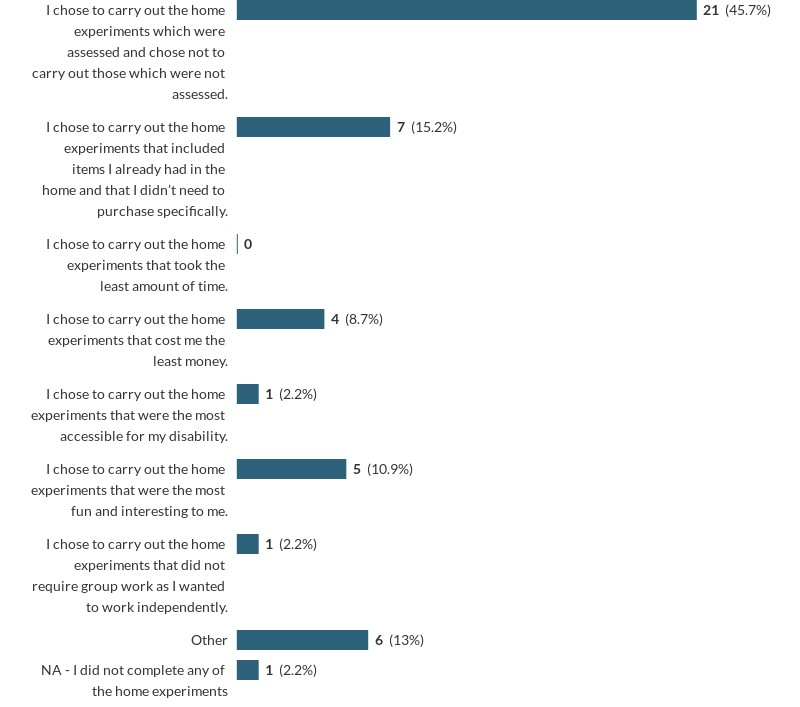 I chose to carry out the home
experiments which were
assessed and chose not to
carry out those which were not
assessed.
21 (45.7%)
I chose to carry out the home
experiments that included
items I already had in the
home and that I didn't need to
purchase specifically.
7 (15.2%)
I chose to carry out the home
experiments that took the
least amount of time.
0
I chose to carry out the home
experiments that cost me the
least money.
4 (8.7%)
I chose to carry out the home
experiments that were the most
accessible for my disability.
1 (2.2%)
I chose to carry out the home
experiments that were the most
fun and interesting to me.
5 (10.9%)
I chose to carry out the home
experiments that did not
require group work as I wanted
to work independently.
1 (2.2%)
Other
6 (13%)
NA - I did not complete any of
the home experiments
1 (2.2%)